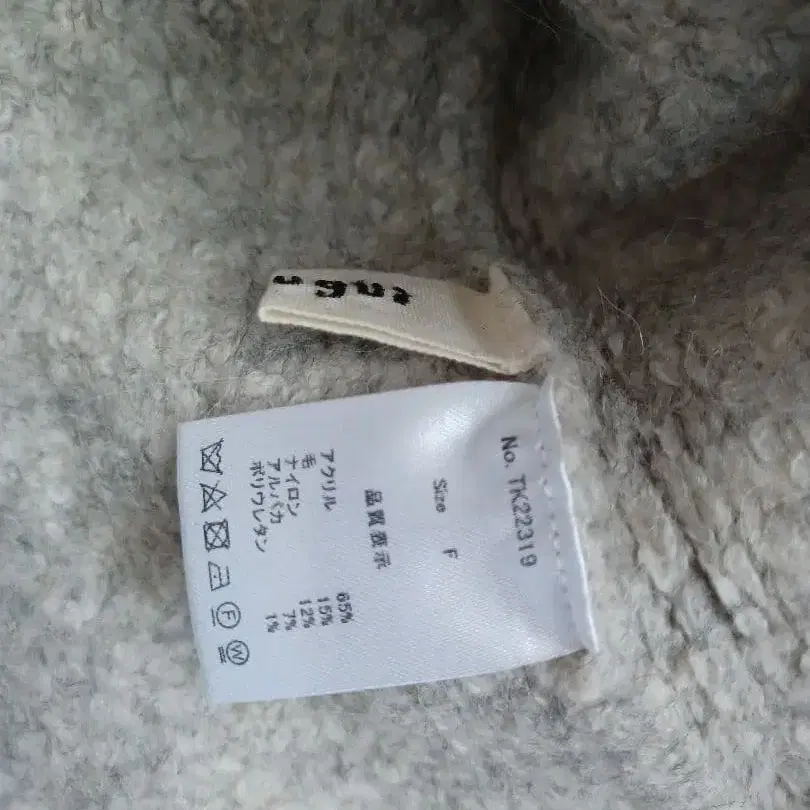 No. TK22319
Size F
品質表示
アクリル 65%
毛 15%
ナイロン 12%
アルパカ 7%
ポリウレタン 1%
F W